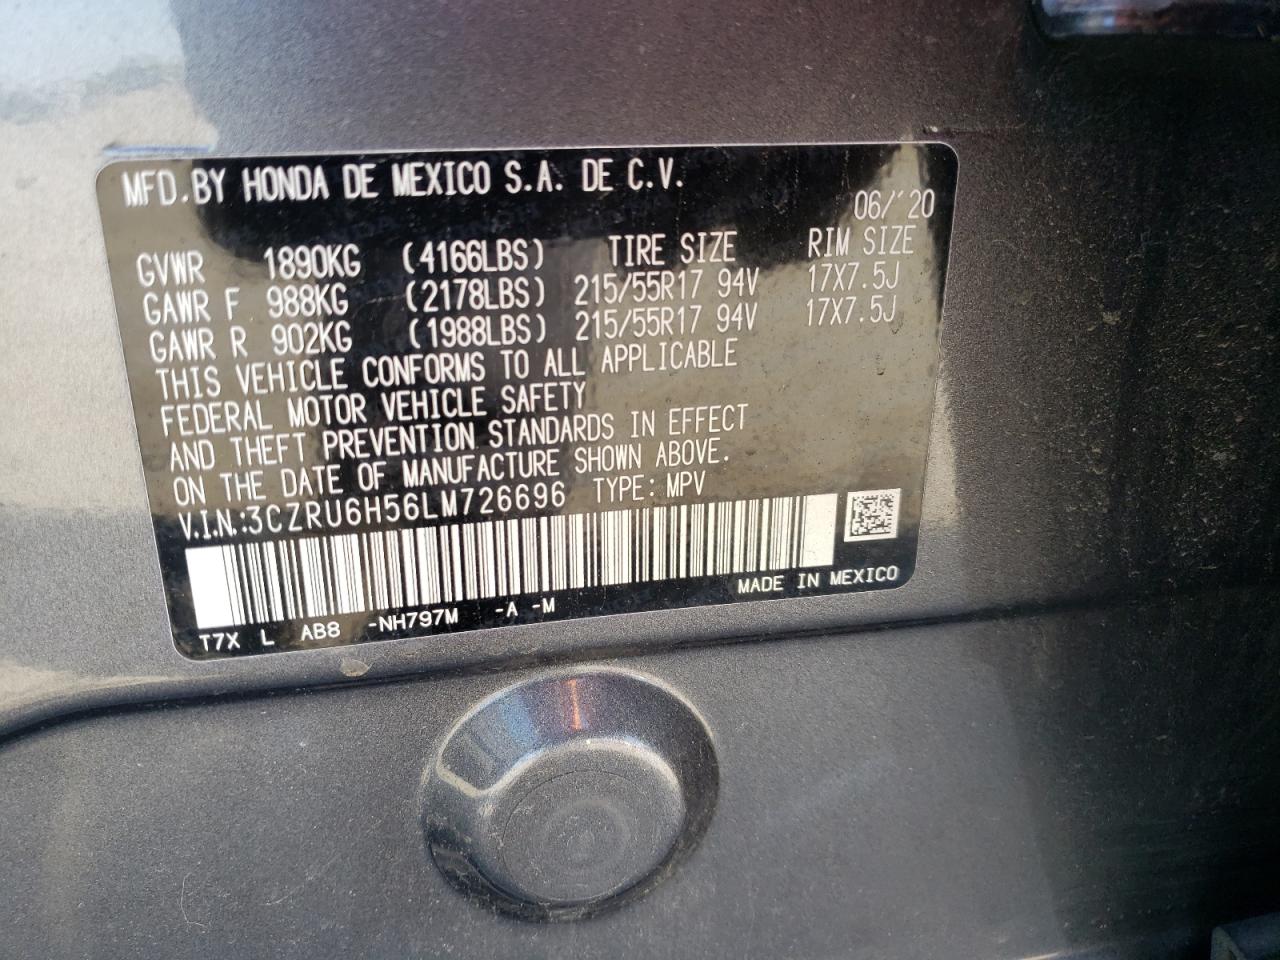 MFD.BY HONDA DE MEXICO S.A. DE C.V.
06/'20
GVWR 1890KG (4166LBS) TIRE SIZE RIM SIZE
GAWR F 988KG (2178LBS) 215/55R17 94V 17X7.5J
GAWR R 902KG (1988LBS) 215/55R17 94V 17X7.5J
THIS VEHICLE CONFORMS TO ALL APPLICABLE
FEDERAL MOTOR VEHICLE SAFETY
AND THEFT PREVENTION STANDARDS IN EFFECT
ON THE DATE OF MANUFACTURE SHOWN ABOVE.
V.I.N.:3CZRU6H56LM726696 TYPE: MPV
MADE IN MEXICO
T7X L AB8 -NH797M -A -M